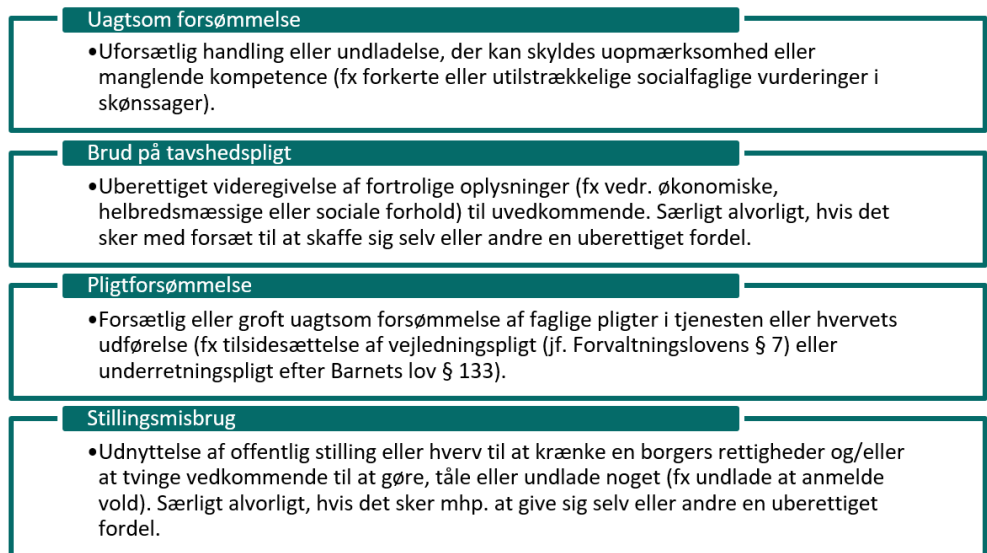 Uagtsom forsømmelse
•Uforsætlig handling eller undladelse, der kan skyldes uopmærksomhed eller
manglende kompetence (fx forkerte eller utilstrækkelige socialfaglige vurderinger i
skønssager).
Brud på tavshedspligt
•Uberettiget videregivelse af fortrolige oplysninger (fx vedr. økonomiske,
helbredsmæssige eller sociale forhold) til uvedkommende. Særligt alvorligt, hvis det
sker med forsæt til at skaffe sig selv eller andre en uberettiget fordel.
Pligtforsømmelse
•Forsætlig eller groft uagtsom forsømmelse af faglige pligter i tjenesten eller hvervets
udførelse (fx tilsidesættelse af vejledningspligt (jf. Forvaltningslovens § 7) eller
underretningspligt efter Barnets lov § 133).
Stillingsmisbrug
•Udnyttelse af offentlig stilling eller hverv til at krænke en borgers rettigheder og/eller
at tvinge vedkommende til at gøre, tåle eller undlade noget (fx undlade at anmelde
vold). Særligt alvorligt, hvis det sker mhp. at give sig selv eller andre en uberettiget
fordel.